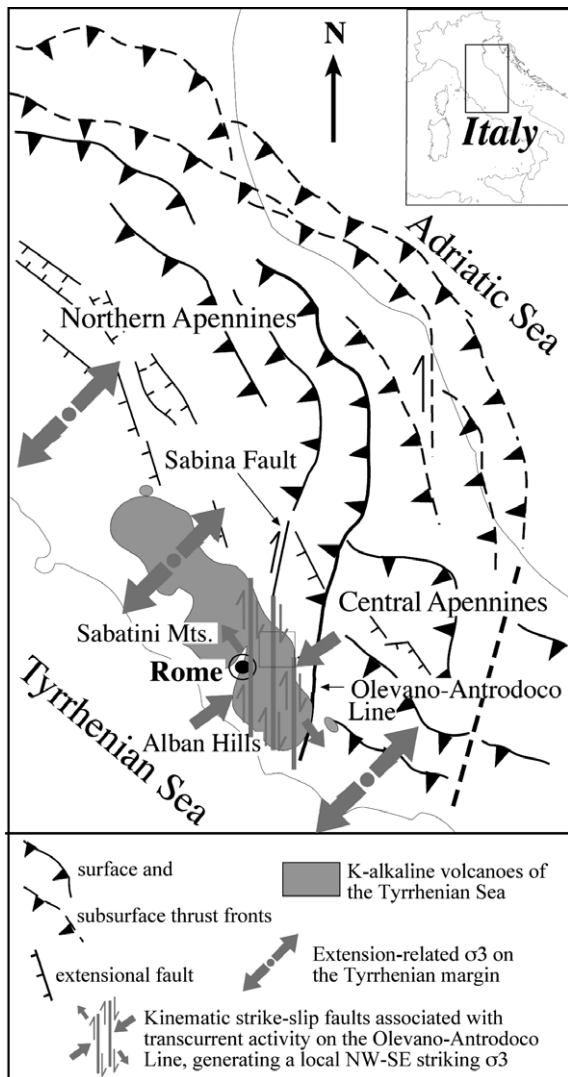 N
Italy
Adriatic Sea
Northern Apennines
Sabina Fault
Central Apennines
Sabatini Mts.
Rome
Olevano-Antrodoco
Line
Alban Hills
Tyrrhenian Sea
surface and
subsurface thrust fronts
extensional fault
K-alkaline volcanoes of
the Tyrrhenian Sea
Extension-related σ3 on
the Tyrrhenian margin
Kinematic strike-slip faults associated with
transcurrent activity on the Olevano-Antrodoco
Line, generating a local NW-SE striking σ3